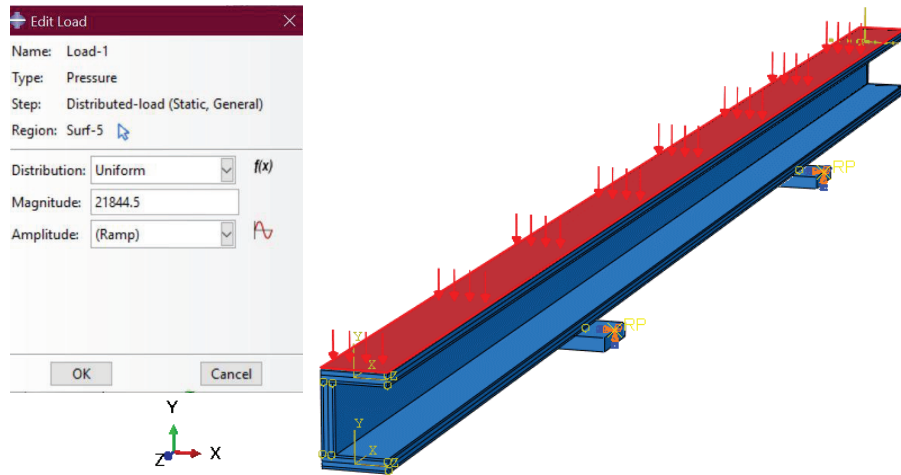 Edit Load
Name: Load-1
Type: Pressure
Step: Distributed-load (Static, General)
Region: Surf-5
Distribution: Uniform f(x)
Magnitude: 21844.5
Amplitude: (Ramp)
OK Cancel
Y
Z X
RP
RP
Y
X
Z
Y
X
Z